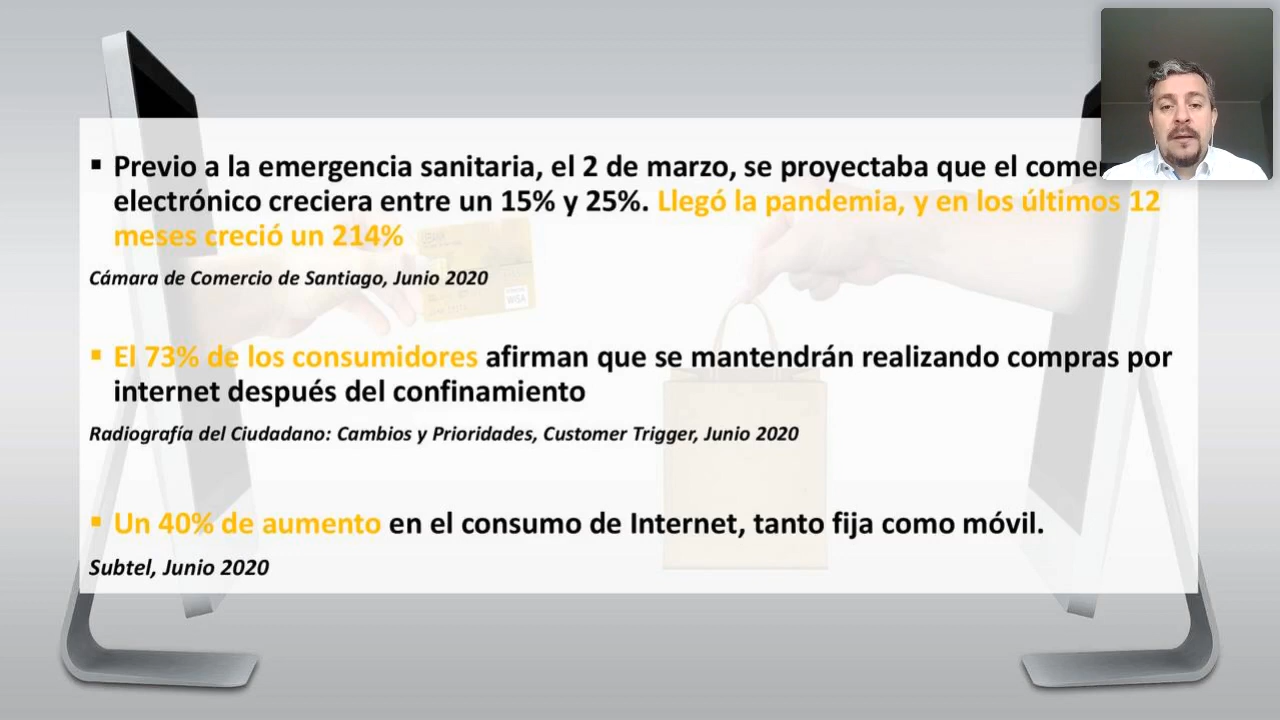 ▪ Previo a la emergencia sanitaria, el 2 de marzo, se proyectaba que el
electrónico creciera entre un 15% y 25%. Llegó la pandemia, y en los últimos 12
meses creció un 214%
Cámara de Comercio de Santiago, Junio 2020
▪ El 73% de los consumidores afirman que se mantendrán realizando compras por
internet después del confinamiento
Radiografía del Ciudadano: Cambios y Prioridades, Customer Trigger, Junio 2020
▪ Un 40% de aumento en el consumo de Internet, tanto fija como móvil.
Subtel, Junio 2020